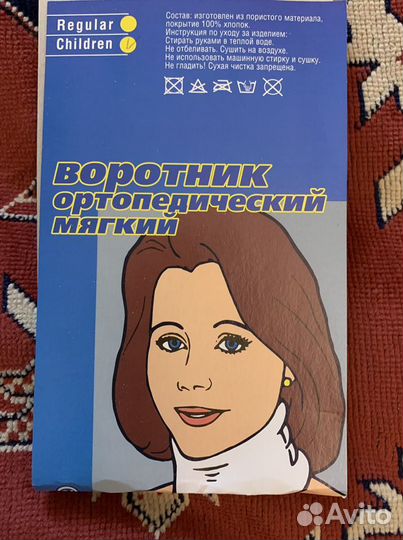 Regular
Children
Состав: изготовлен из пористого материала,
покрытие 100% хлопок.
Инструкция по уходу за изделием:
Стирать руками в теплой воде.
Не отбеливать. Сушить на воздухе.
Не использовать машинную стирку и сушку.
Не гладить! Сухая чистка запрещена.
ВОРОТНИК
ортопедический
мягкий
Avito